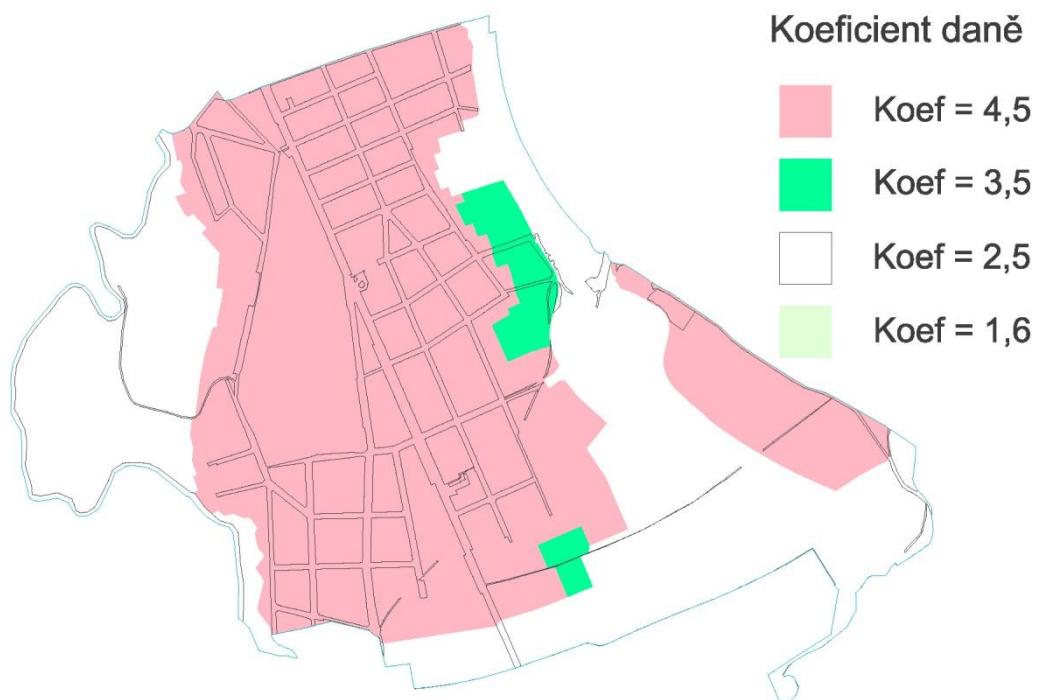 Koeficient daně
Koef = 4,5
Koef = 3,5
Koef = 2,5
Koef = 1,6